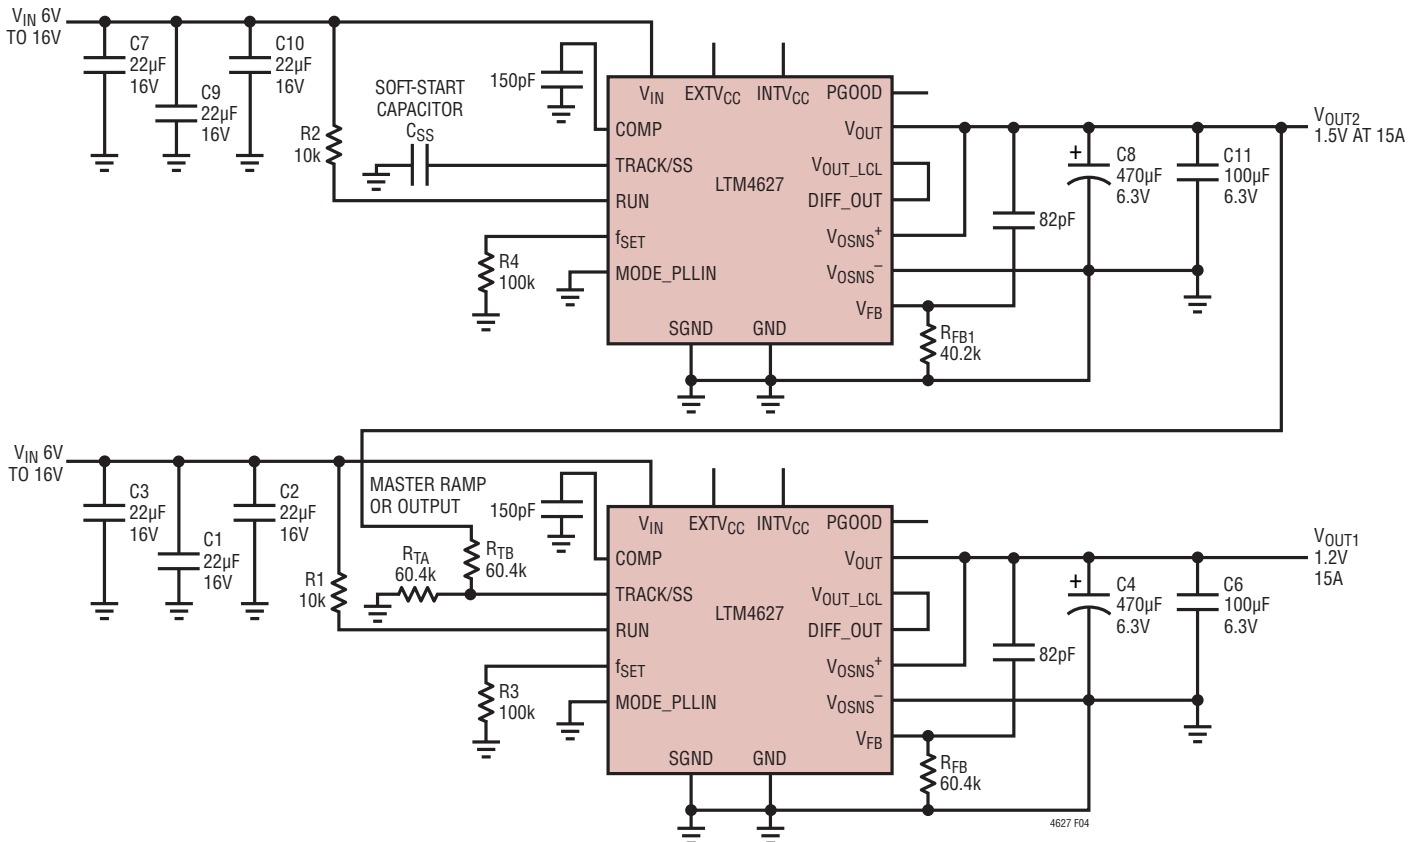 VIN 6V
TO 16V
C7
22µF
16V
C9
22µF
16V
C10
22µF
16V
R2
10k
SOFT-START
CAPACITOR
CSS
150pF
R4
100k
VIN
EXTVCC
INTVCC
PGOOD
COMP
VOUT
TRACK/SS
VOUT_LCL
LTM4627
RUN
DIFF_OUT
fSET
VOSNS+
MODE_PLLIN
VOSNS–
VFB
SGND
GND
RFB1
40.2k
82pF
+
C8
470µF
6.3V
C11
100µF
6.3V
VOUT2
1.5V AT 15A
VIN 6V
TO 16V
C3
22µF
16V
C1
22µF
16V
C2
22µF
16V
R1
10k
MASTER RAMP
OR OUTPUT
RTA
60.4k
RTB
60.4k
150pF
R3
100k
VIN
EXTVCC
INTVCC
PGOOD
COMP
VOUT
TRACK/SS
VOUT_LCL
LTM4627
RUN
DIFF_OUT
fSET
VOSNS+
MODE_PLLIN
VOSNS–
VFB
SGND
GND
RFB
60.4k
82pF
+
C4
470µF
6.3V
C6
100µF
6.3V
VOUT1
1.2V
15A
4627 F04